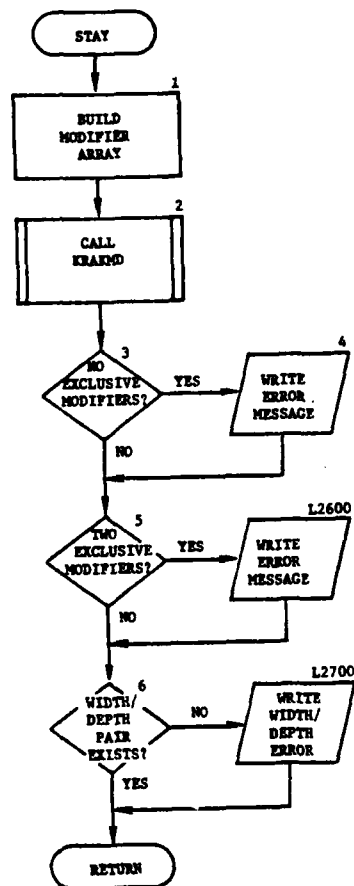 STAY
1
BUILD
MODIFIER
ARRAY
2
CALL
KRAKMD
3
NO
EXCLUSIVE
MODIFIERS?
YES
4
WRITE
ERROR
MESSAGE
NO
5
TWO
EXCLUSIVE
MODIFIERS?
YES
L2600
WRITE
ERROR
MESSAGE
NO
6
WIDTH/
DEPTH
PAIR
EXISTS?
NO
L2700
WRITE
WIDTH/
DEPTH
ERROR
YES
RETURN